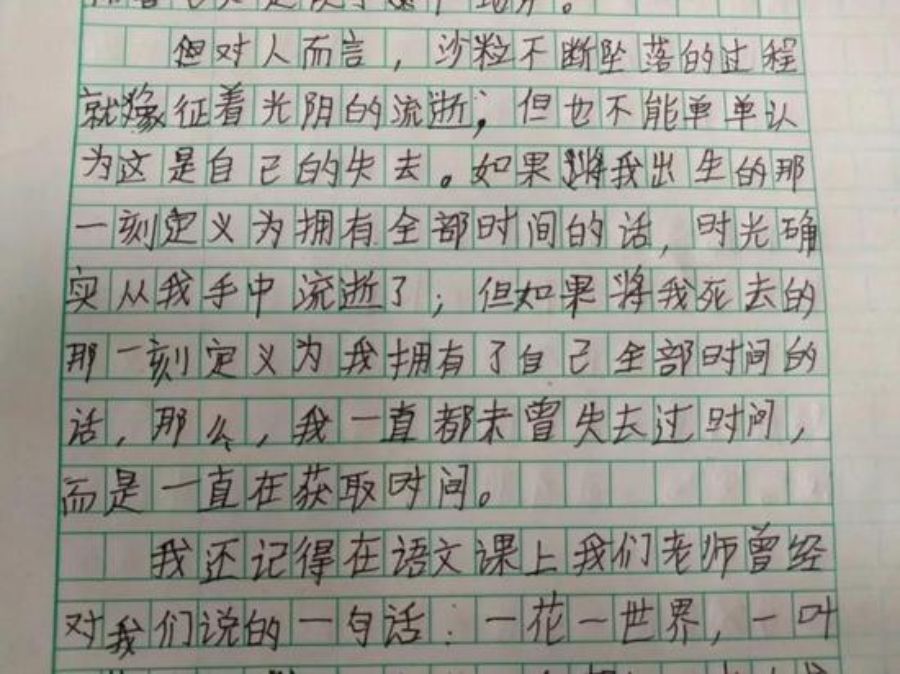 但对人而言，沙粒不断坠落的过程
就像征着光阴的流逝；但也不能单单认
为这是自己的失去。如果将我出生的那
一刻定义为拥有全部时间的话，时光确
实从我手中流逝了；但如果将我死去的
那一刻定义为我拥有了自己全部时间的
话，那么，我一直都未曾失去过时间，
而是一直在获取时间。
我还记得在语文课上我们老师曾经
对我们说的一句话：一花一世界，一叶